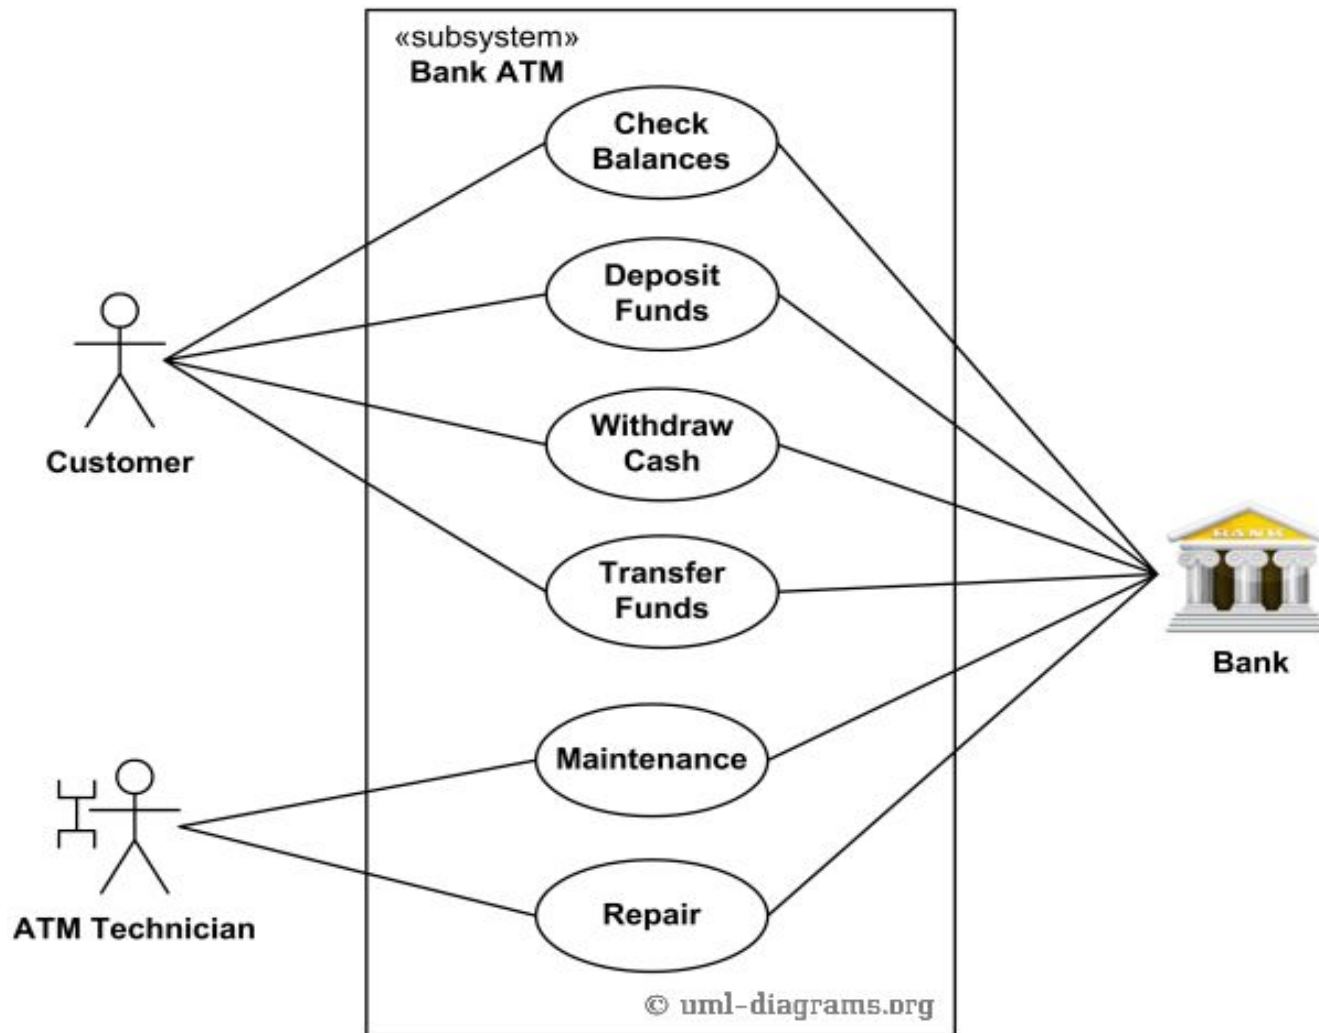 «subsystem»
Bank ATM
Check
Balances
Deposit
Funds
Customer
Withdraw
Cash
BANK
Transfer
Funds
Bank
Maintenance
ATM Technician
Repair
© uml-diagrams.org